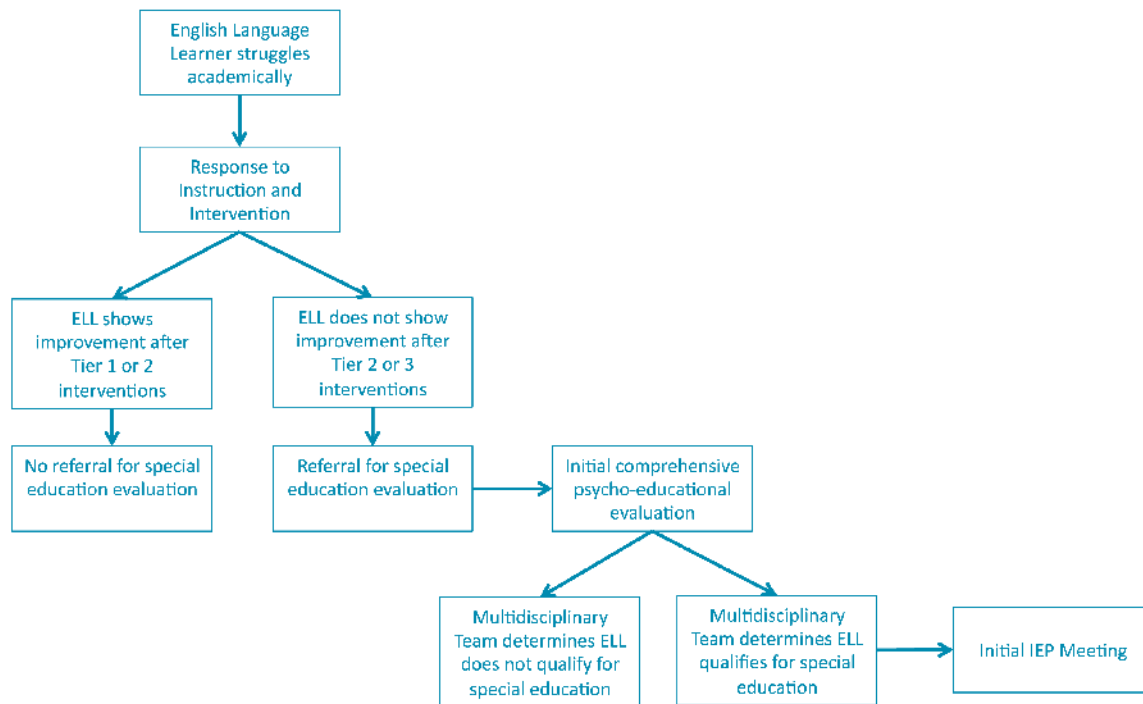 English Language
Learner struggles
academically
Response to
Instruction and
Intervention
ELL shows
improvement after
Tier 1 or 2
interventions
ELL does not show
improvement after
Tier 2 or 3
interventions
No referral for special
education evaluation
Referral for special
education evaluation
Initial comprehensive
psycho-educational
evaluation
Multidisciplinary
Team determines ELL
does not qualify for
special education
Multidisciplinary
Team determines ELL
qualifies for special
education
Initial IEP Meeting